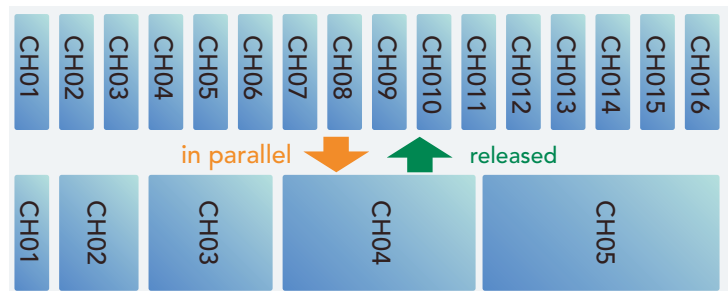 CH01
CH02
CH03
CH04
CH05
CH06
CH07
CH08
CH09
CH010
CH011
CH012
CH013
CH014
CH015
CH016
in parallel
released
CH01
CH02
CH03
CH04
CH05